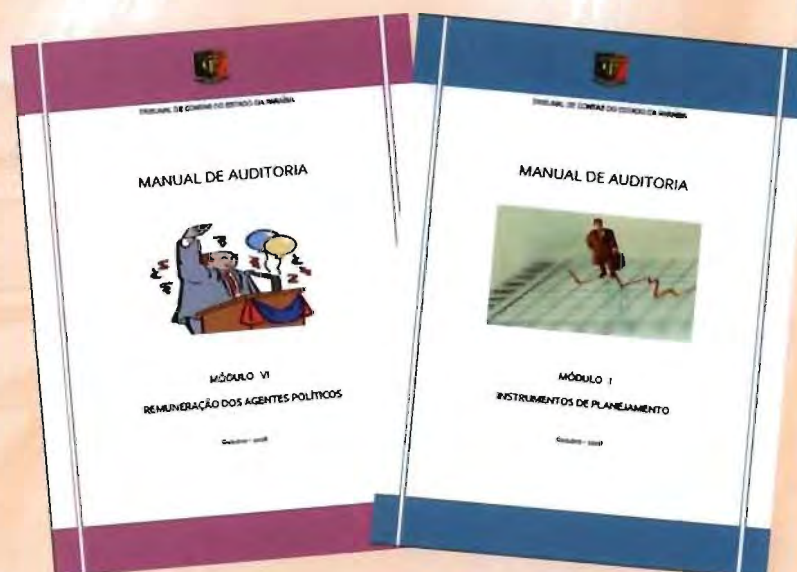 TRIBUNAL DE CONTAS DO ESTADO DA PARAÍBA
MANUAL DE AUDITORIA
MÓDULO VI
REMUNERAÇÃO DOS AGENTES POLÍTICOS
TRIBUNAL DE CONTAS DO ESTADO DA PARAÍBA
MANUAL DE AUDITORIA
MÓDULO I
INSTRUMENTOS DE PLANEJAMENTO